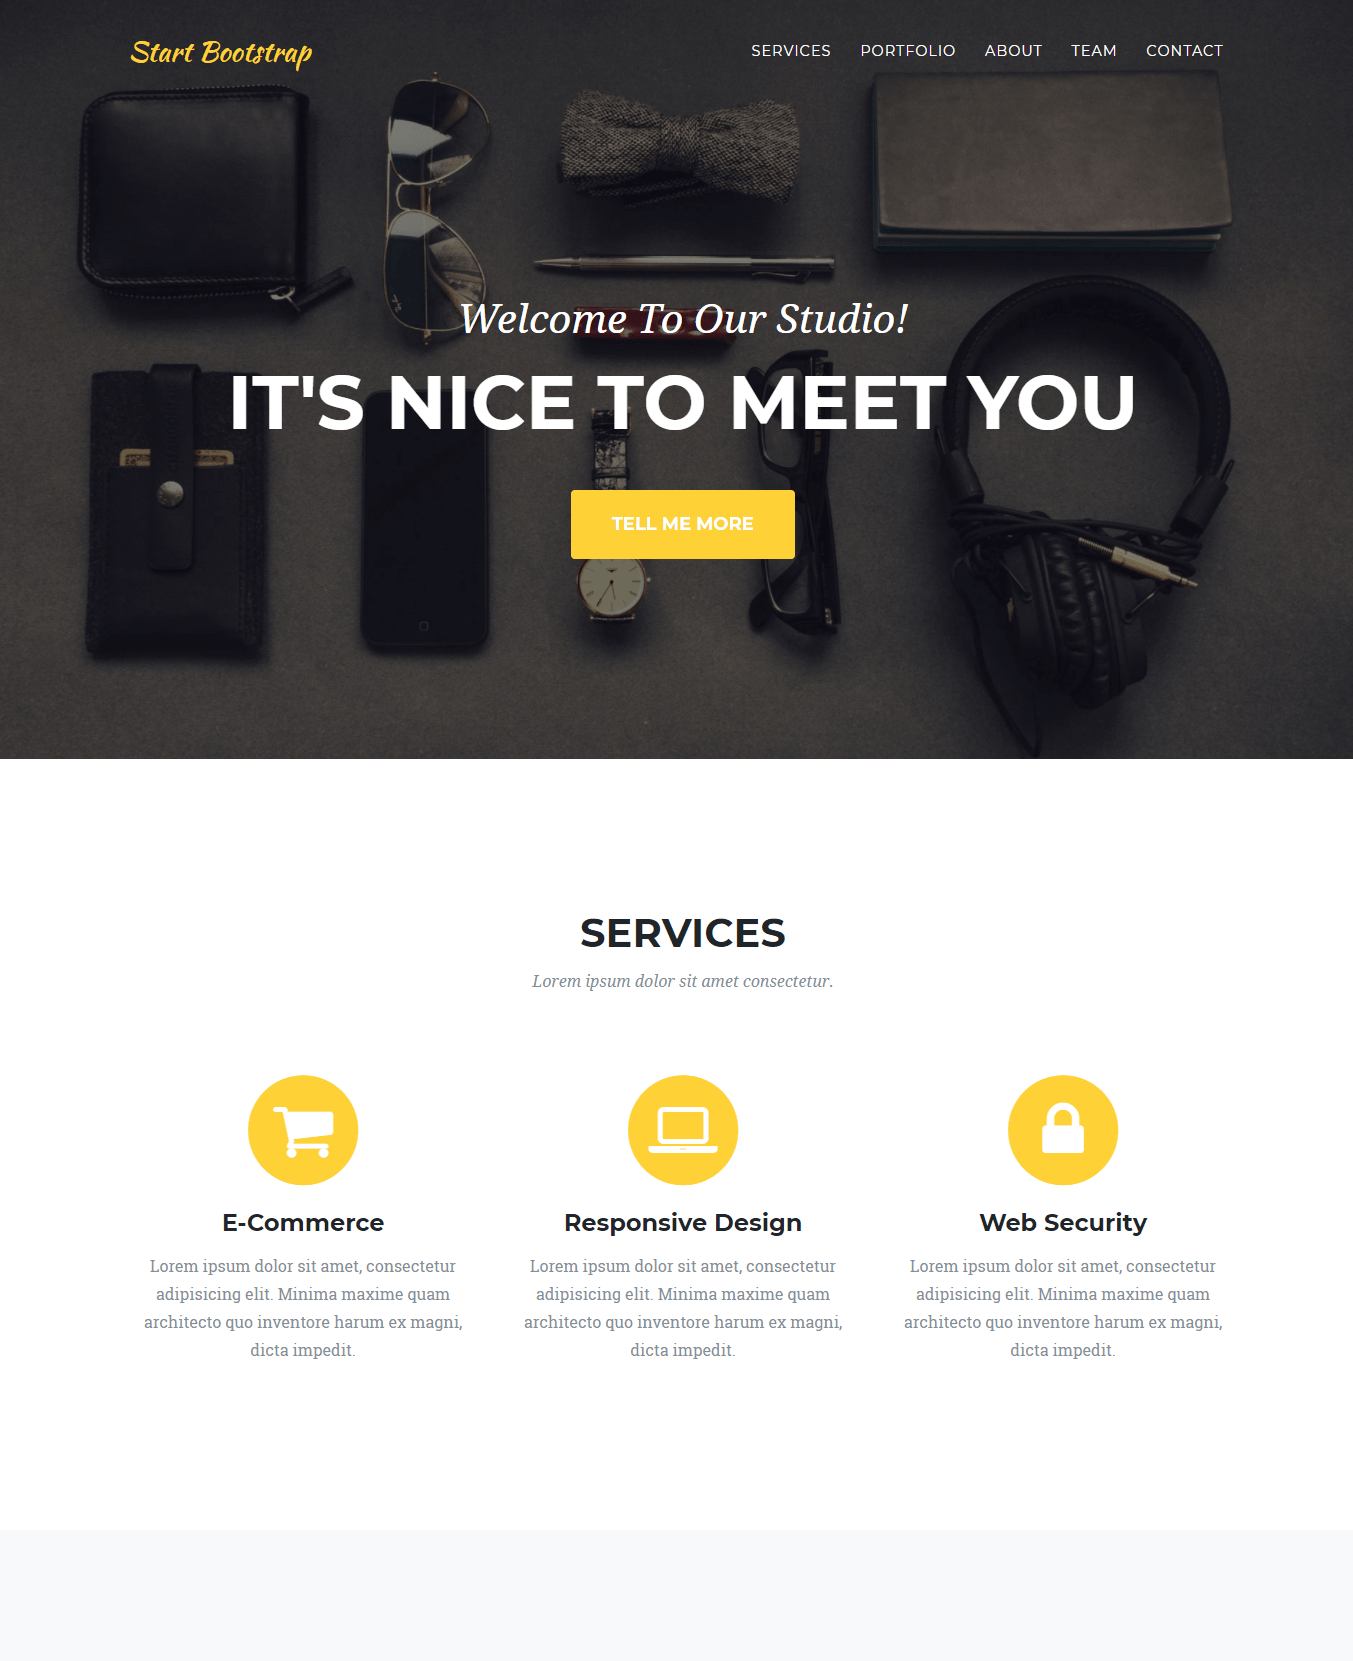 Start Bootstrap
SERVICES PORTFOLIO ABOUT TEAM CONTACT
Welcome To Our Studio!
IT'S NICE TO MEET YOU
TELL ME MORE
SERVICES
Lorem ipsum dolor sit amet consectetur.
E-Commerce
Lorem ipsum dolor sit amet, consectetur
adipisicing elit. Minima maxime quam
architecto quo inventore harum ex magni,
dicta impedit.
Responsive Design
Lorem ipsum dolor sit amet, consectetur
adipisicing elit. Minima maxime quam
architecto quo inventore harum ex magni,
dicta impedit.
Web Security
Lorem ipsum dolor sit amet, consectetur
adipisicing elit. Minima maxime quam
architecto quo inventore harum ex magni,
dicta impedit.